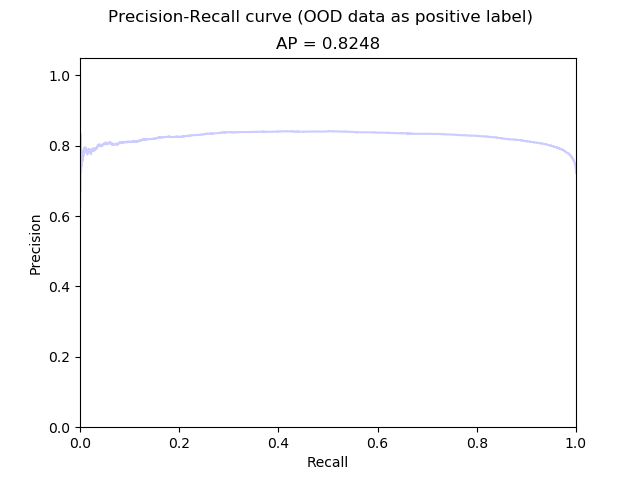 Precision-Recall curve (OOD data as positive label)
AP = 0.8248
1.0
0.8
0.6
0.4
0.2
0.0
Precision
0.0 0.2 0.4 0.6 0.8 1.0
Recall